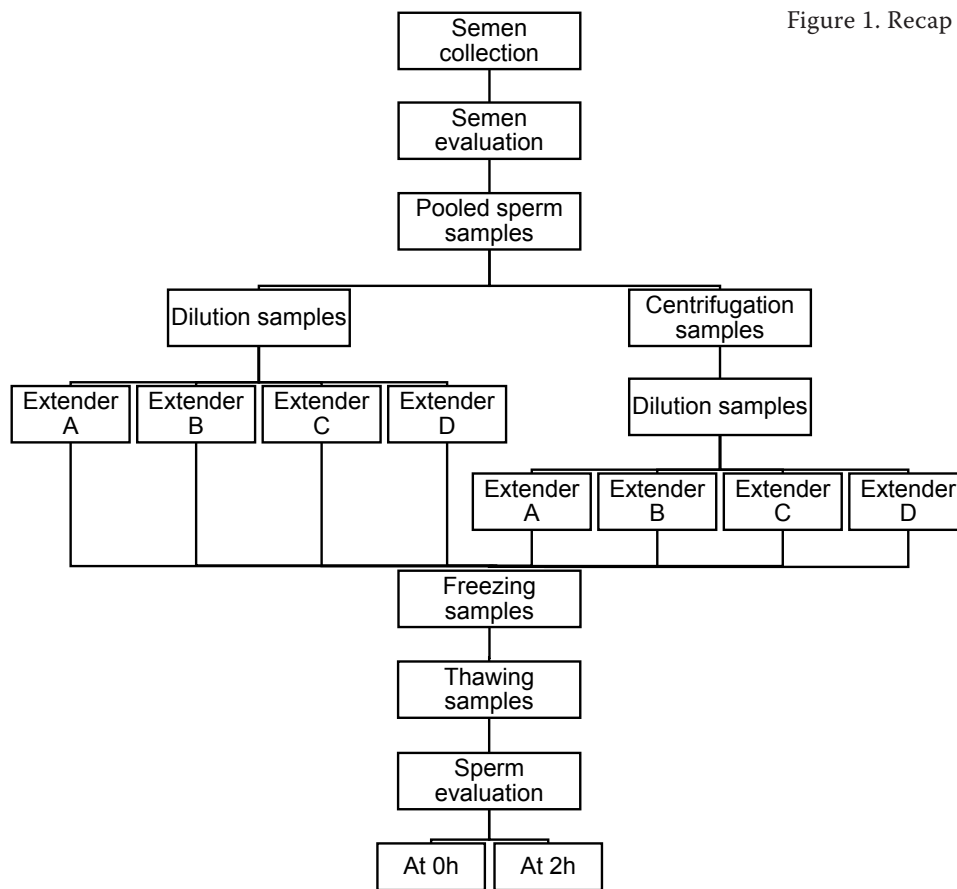 Figure 1. Recap
Semen
collection
Semen
evaluation
Pooled sperm
samples
Dilution samples
Centrifugation
samples
Extender
A
Extender
B
Extender
C
Extender
D
Dilution samples
Extender
A
Extender
B
Extender
C
Extender
D
Freezing
samples
Thawing
samples
Sperm
evaluation
At 0h
At 2h